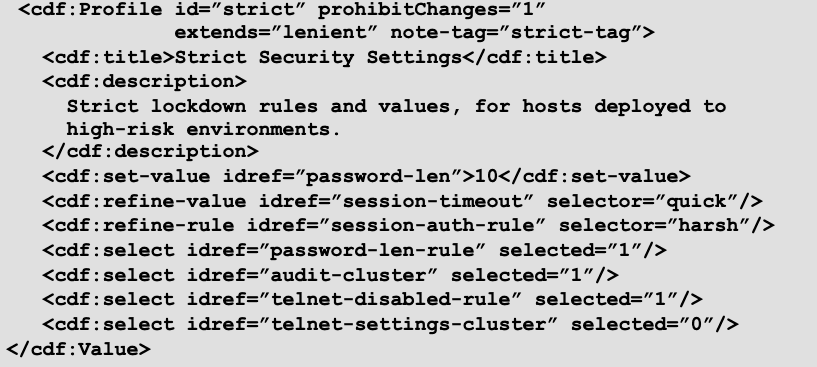 <cdf:Profile id=”strict” prohibitChanges=”1”
extends=”lenient” note-tag=”strict-tag”>
<cdf:title>Strict Security Settings</cdf:title>
<cdf:description>
Strict lockdown rules and values, for hosts deployed to
high-risk environments.
</cdf:description>
<cdf:set-value idref=”password-len”>10</cdf:set-value>
<cdf:refine-value idref=”session-timeout” selector=”quick”/>
<cdf:refine-rule idref=”session-auth-rule” selector=”harsh”/>
<cdf:select idref=”password-len-rule” selected=”1”/>
<cdf:select idref=”audit-cluster” selected=”1”/>
<cdf:select idref=”telnet-disabled-rule” selected=”1”/>
<cdf:select idref=”telnet-settings-cluster” selected=”0”/>
</cdf:Value>